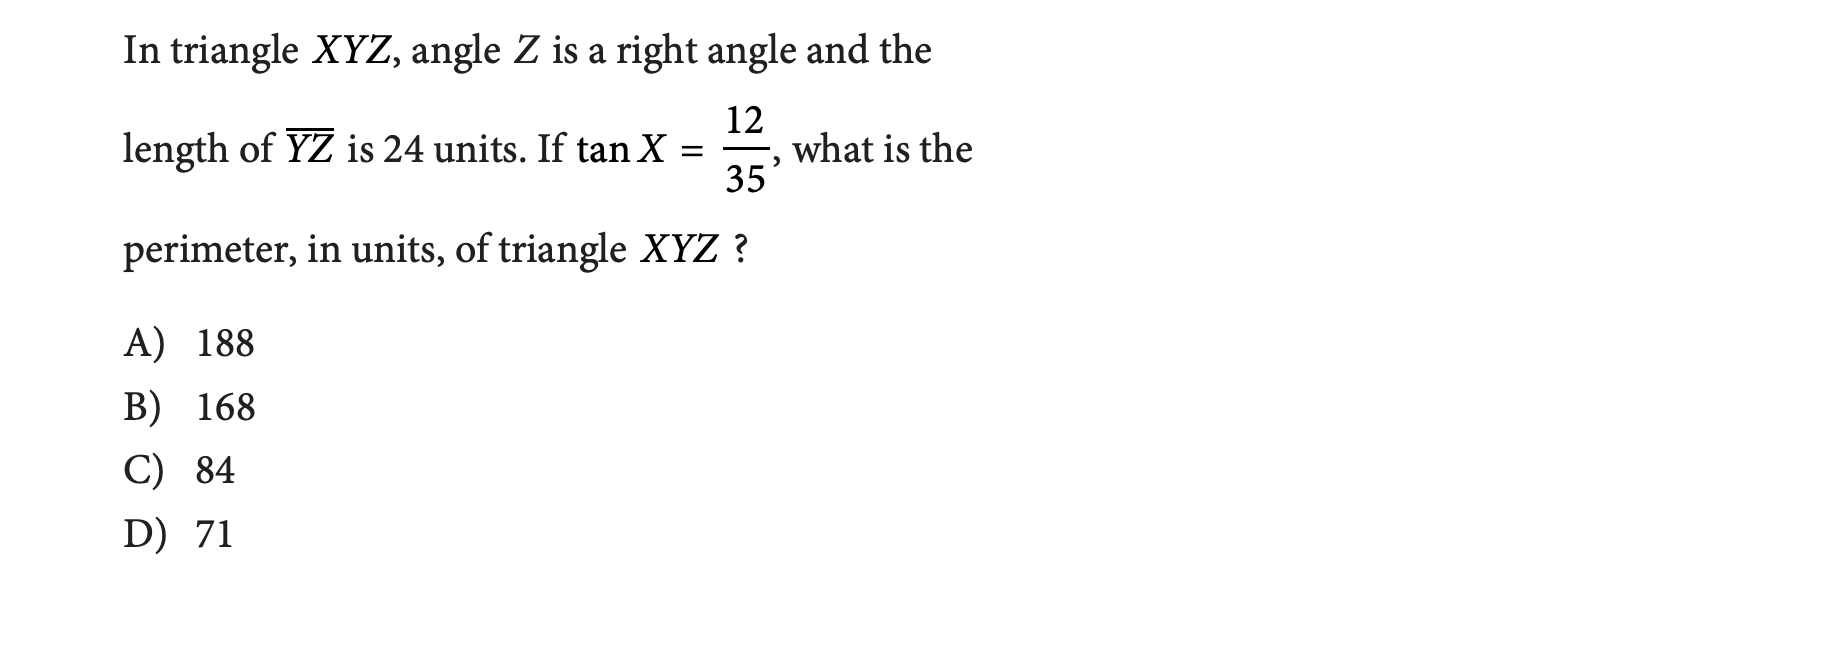 In triangle XYZ, angle Z is a right angle and the
length of \overline{YZ} is 24 units. If tan X = \frac{12}{35}, what is the
perimeter, in units, of triangle XYZ ?
A) 188
B) 168
C) 84
D) 71